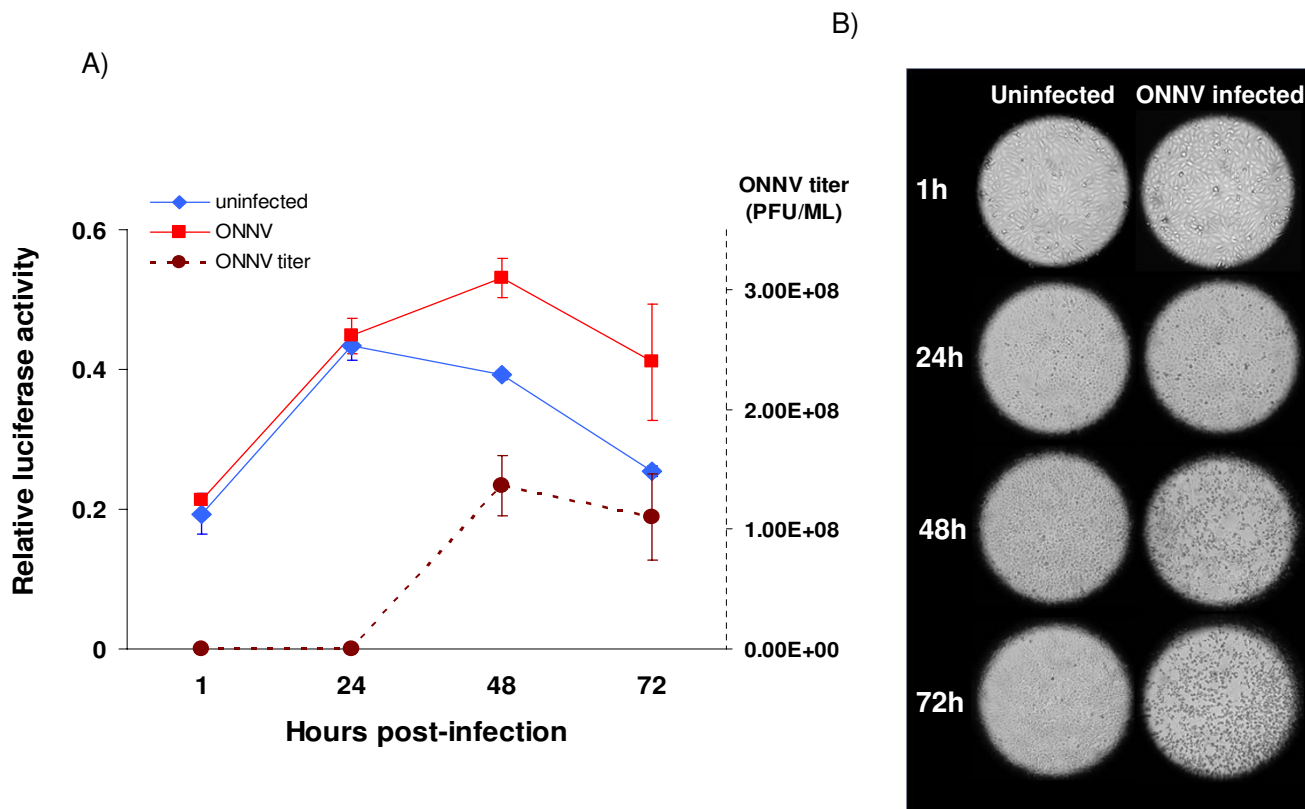 A)
B)
uninfected
ONNV
ONNV titer
ONNV titer
(PFU/ML)
Relative luciferase activity
0.6
0.4
0.2
0
3.00E+08
2.00E+08
1.00E+08
0.00E+00
1 24 48 72
Hours post-infection
Uninfected ONNV infected
1h
24h
48h
72h